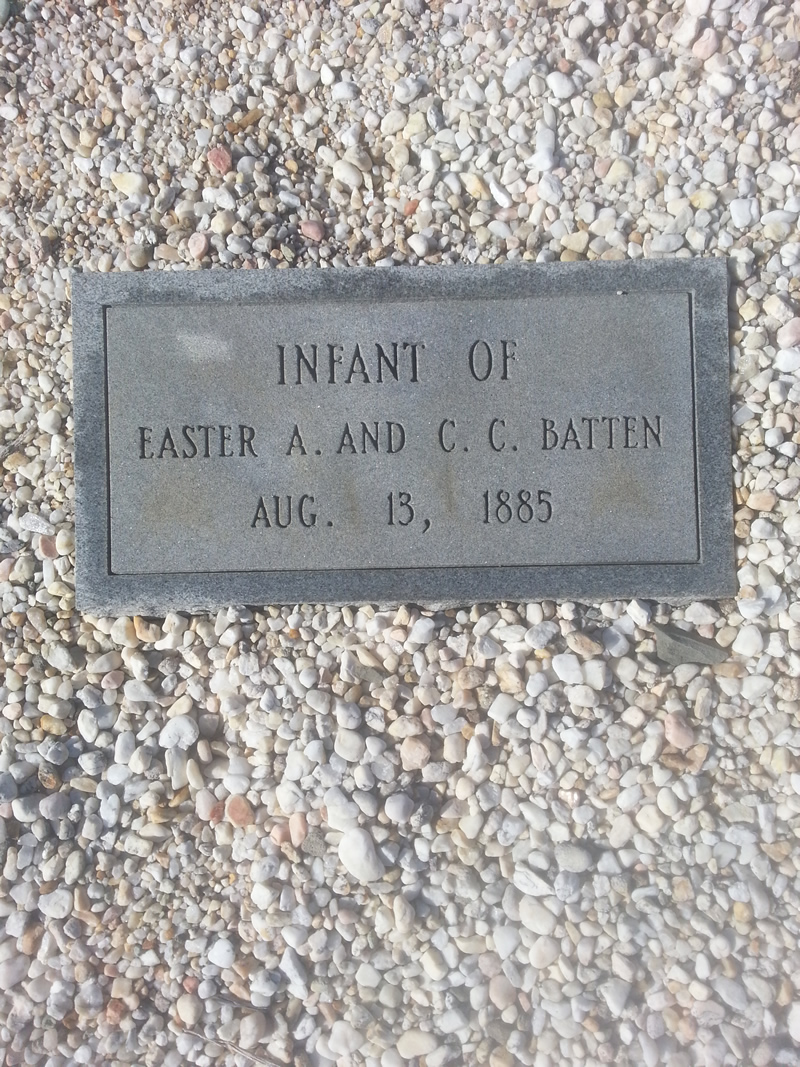 INFANT OF
EASTER A. AND C. C. BATTEN
AUG. 13, 1885